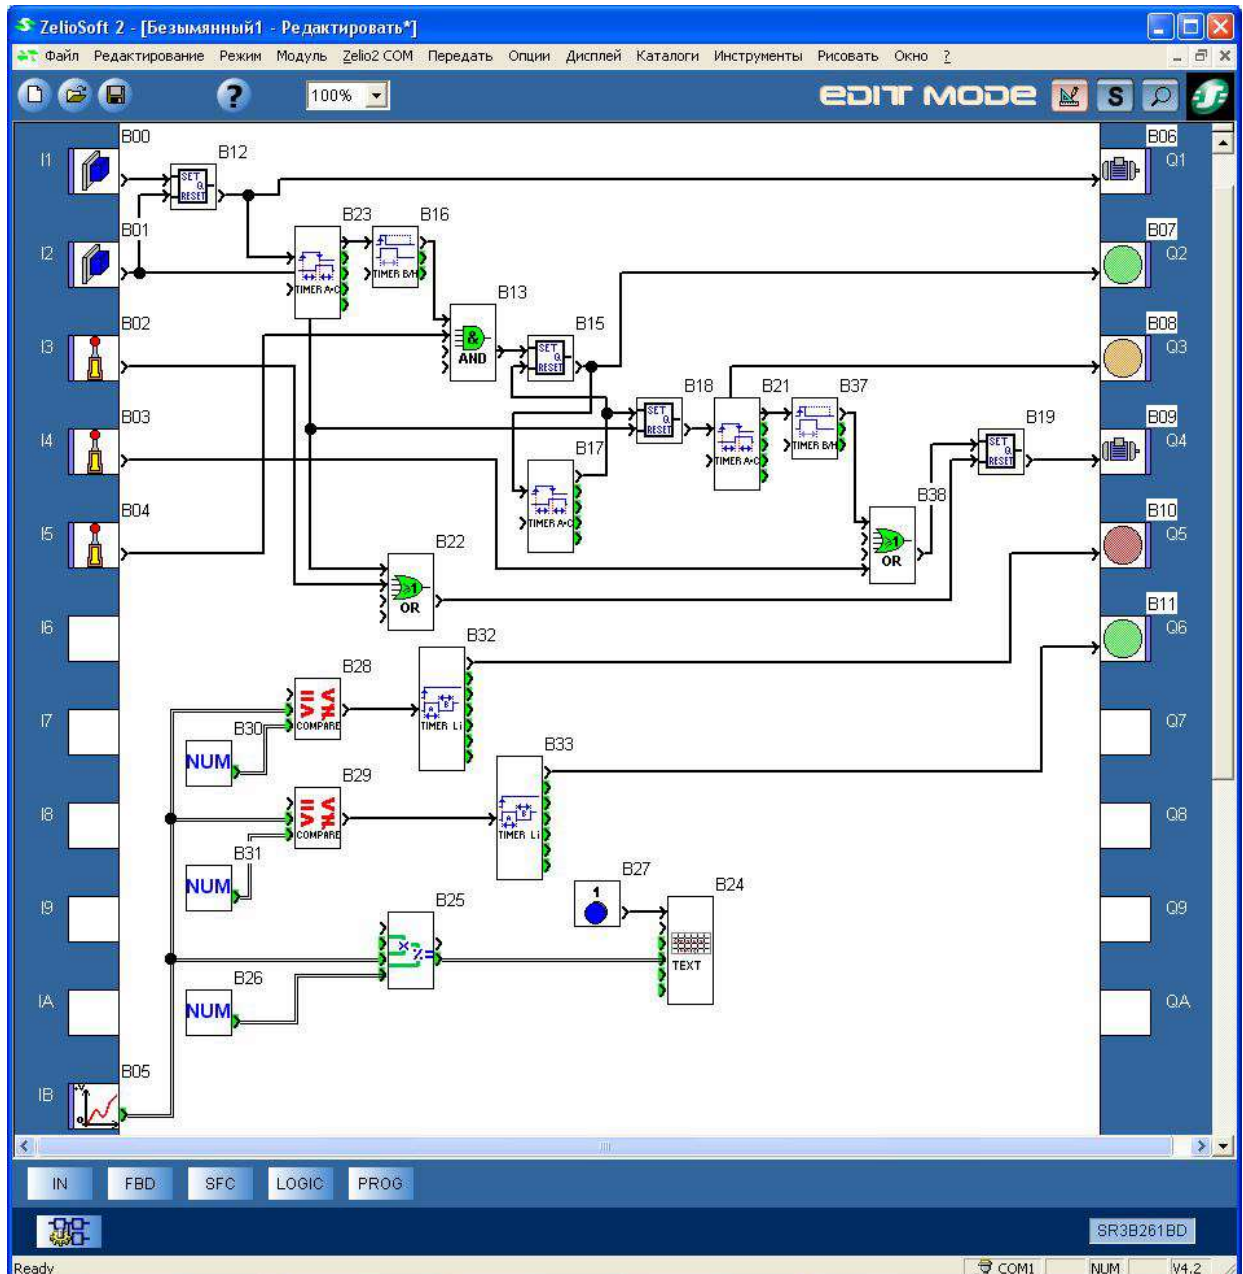 ZelioSoft 2 - [Безымянный1 - Редактировать*]
Файл Редактирование Режим Модуль Zelio2 COM Передать Опции Дисплей Каталоги Инструменты Рисовать Окно ?
? 100% EDIT MODE S
B00 B06
I1 B12 Q1
SET
Q
RESET
B01 B23 B16 B07
I2 Q2
TIMER B/H
TIMER A•C
B13
B02 B15 B08
I3 & SET Q3
Q
AND RESET
B18 B21 B37
B03 B19 B09
I4 SET SET Q4
Q Q
RESET RESET
B17 TIMER B/H
TIMER A•C
B38
B04 B10
I5 TIMER A•C Q5
B22 ≥1
OR
≥1 B11
OR
I6 B32 Q6
B28
I7 COMPARE TIMER Li Q7
B30
NUM B33
B29
I8 Q8
COMPARE TIMER Li
B31
NUM B27 B24
B25 1
I9 Q9
TEXT
B26
IA NUM QA
B05
IB +V
0
IN FBD SFC LOGIC PROG
SR3B261BD
Ready COM1 NUM V4.2